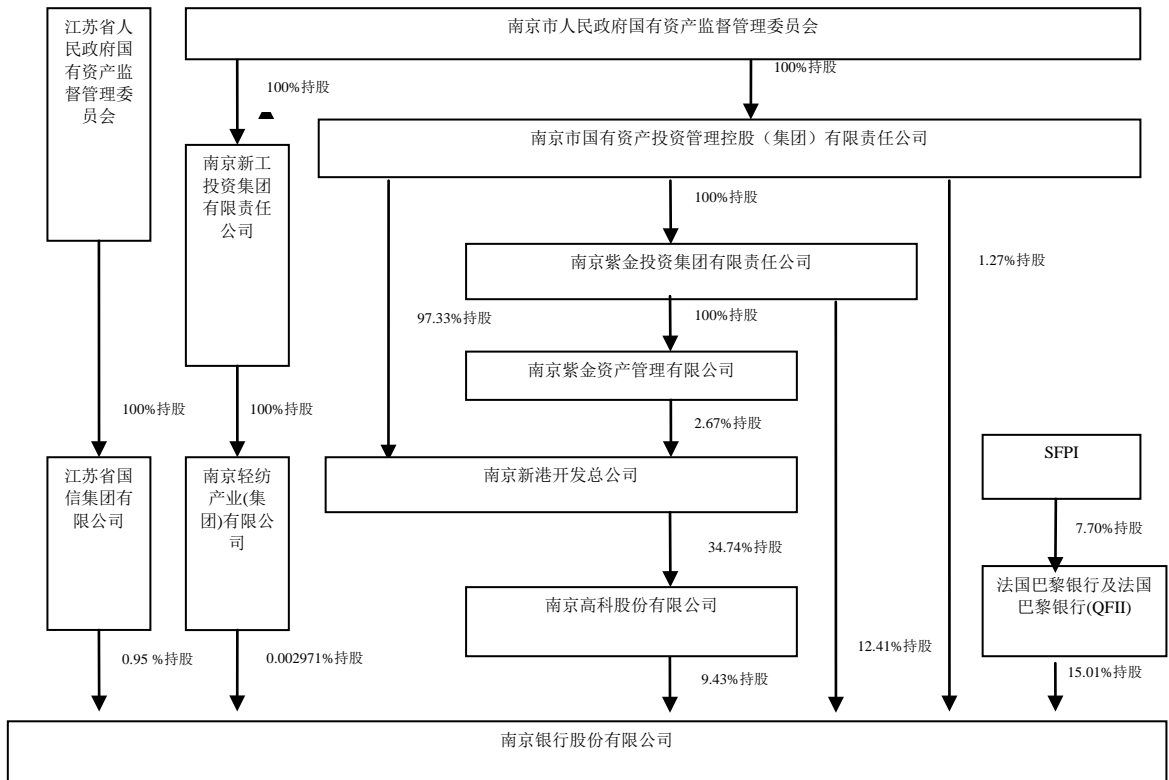 江苏省人
民政府国
有资产监
督管理委
员会
南京市人民政府国有资产监督管理委员会
100%持股
100%持股
南京市国有资产投资管理控股（集团）有限责任公司
南京新工
投资集团
有限责任
公司
100%持股
南京紫金投资集团有限责任公司
1.27%持股
97.33%持股
100%持股
南京紫金资产管理有限公司
100%持股
100%持股
2.67%持股
江苏省国
信集团有
限公司
南京轻纺
产业(集
团)有限公
司
南京新港开发总公司
SFPI
34.74%持股
7.70%持股
南京高科股份有限公司
法国巴黎银行及法国
巴黎银行(QFII)
0.95 %持股
0.002971%持股
9.43%持股
12.41%持股
15.01%持股
南京银行股份有限公司